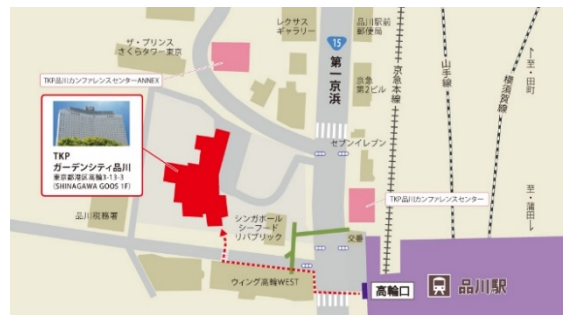 レクサス
ギャラリー
品川駅前
郵便局
ザ・プリンス
さくらタワー東京
15
第一京浜
京急
第2ビル
京急本線
山手線
横須賀線
至・田町
TKP品川カンファレンスセンターANNEX
セブンイレブン
TKP
ガーデンシティ品川
東京都港区高輪3-13-3
(SHINAGAWA GOOS 1F)
TKP品川カンファレンスセンター
品川税務署
シンガポール
シーフード
リパブリック
交番
至・蒲田
ウィング高輪WEST
高輪口
品川駅